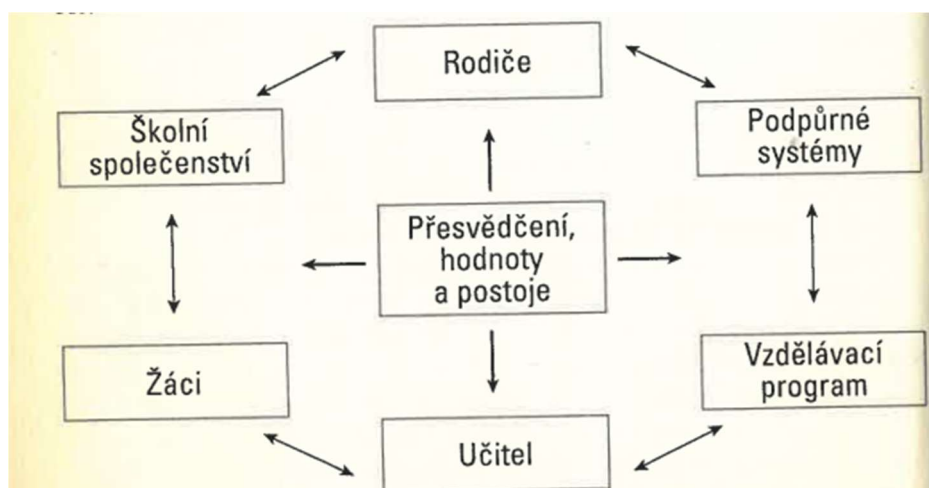 Rodiče
Školní
společenství
Podpůrné
systémy
Přesvědčení,
hodnoty
a postoje
Žáci
Vzdělávací
program
Učitel